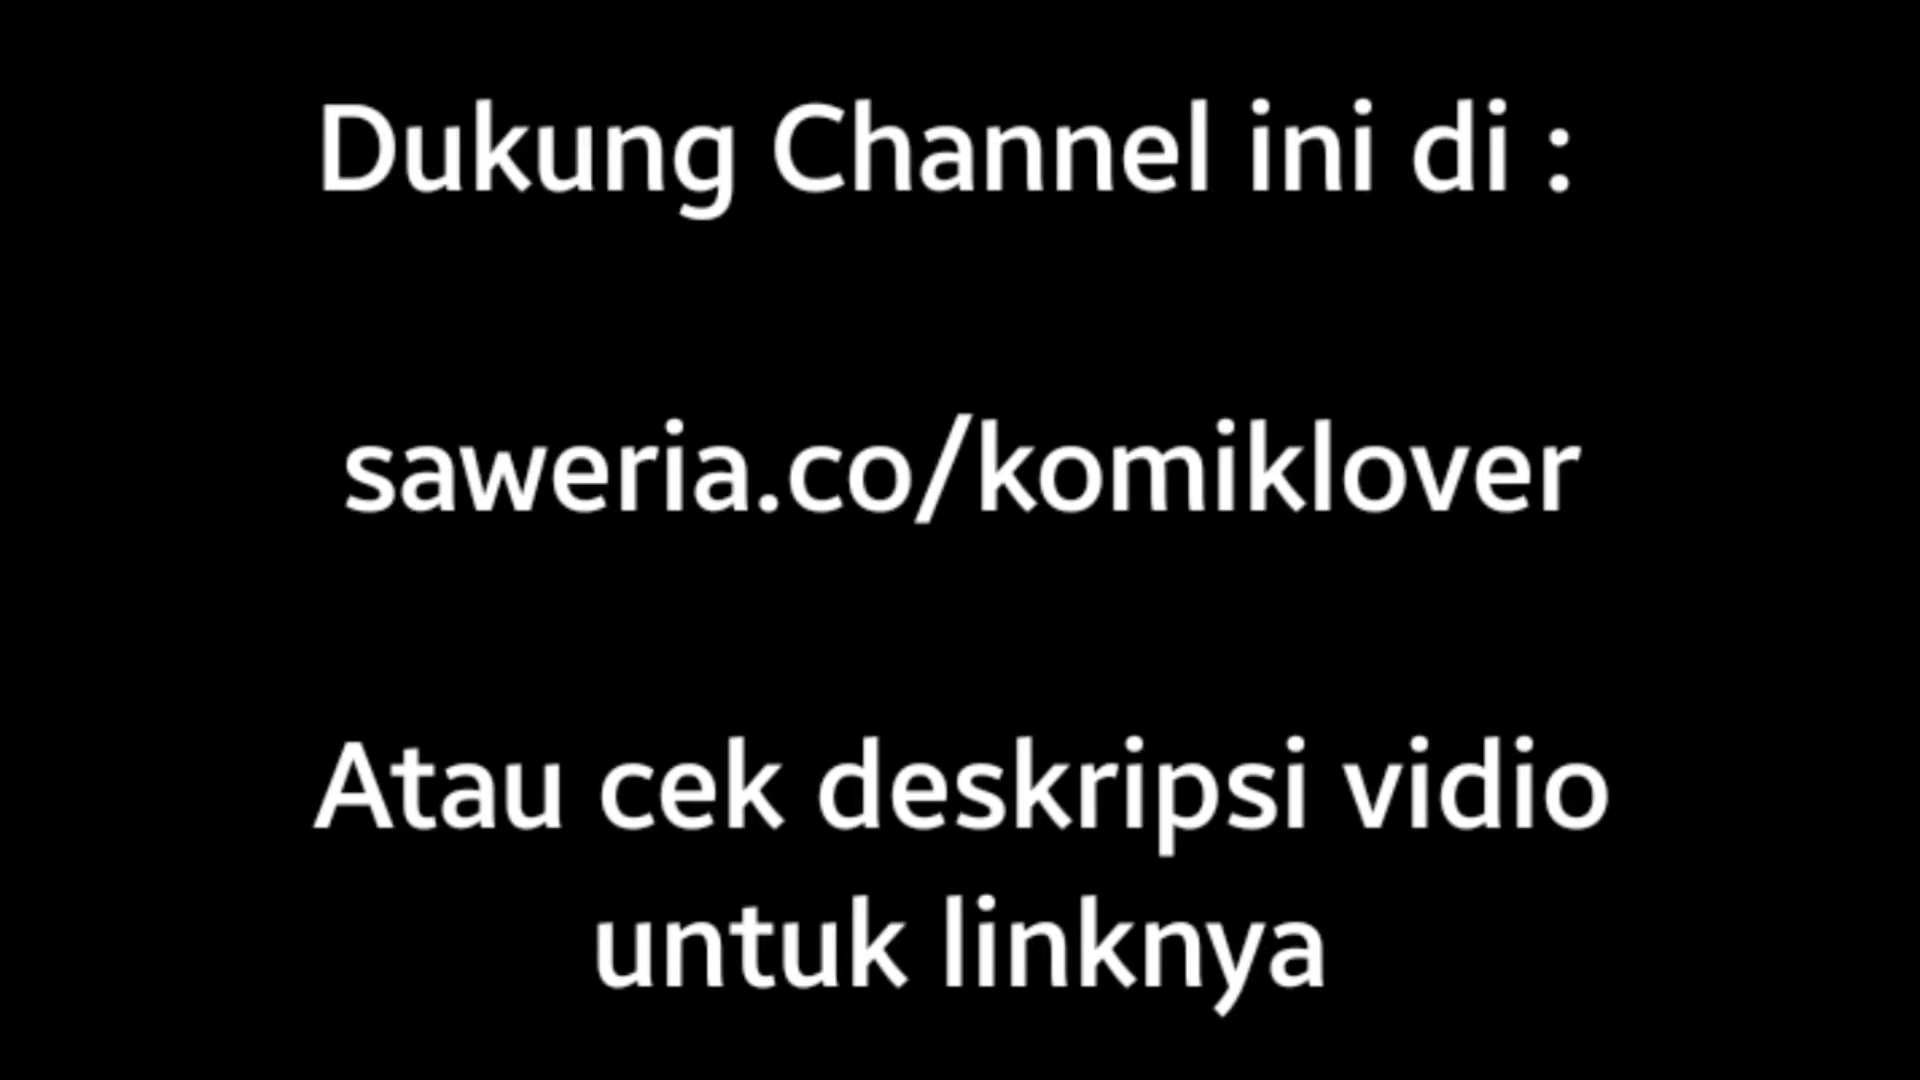 Dukung Channel ini di :
saweria.co/komiklover
Atau cek deskripsi vidio
untuk linknya